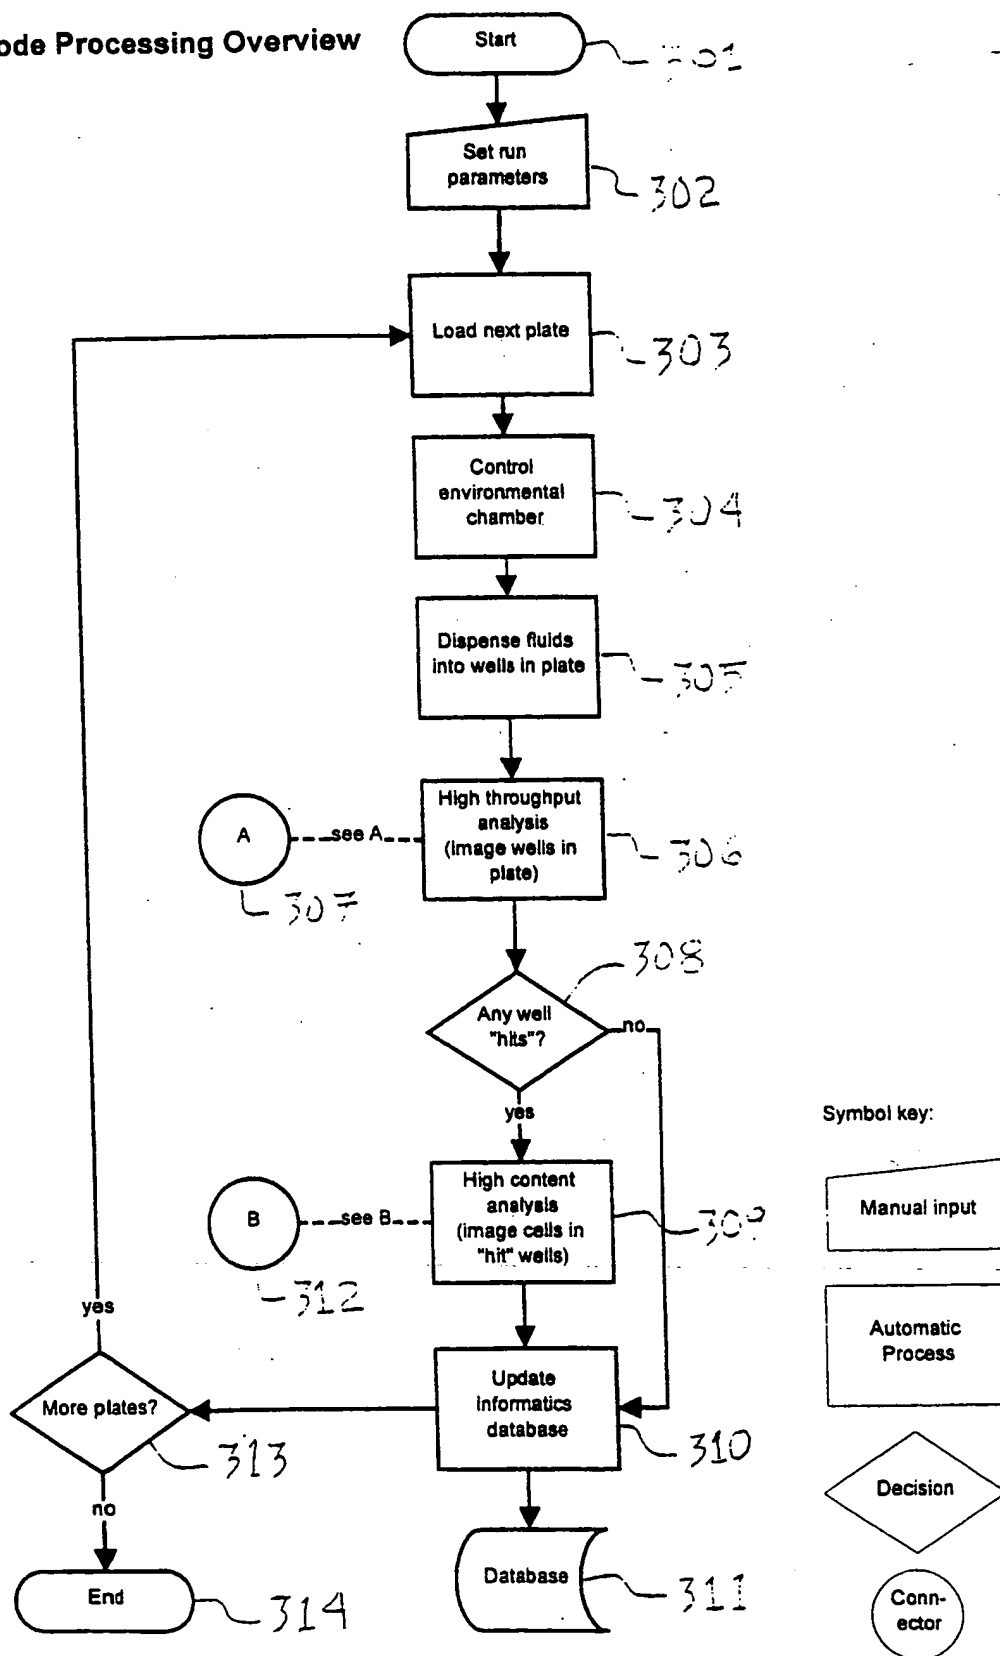 ode Processing Overview
Start
301
Set run
parameters
302
Load next plate
303
Control
environmental
chamber
304
Dispense fluids
into wells in plate
305
High throughput
analysis
(image wells in
plate)
306
A
see A
307
308
Any well
"hits"?
no
yes
High content
analysis
(image cells in
"hit" wells)
309
B
see B
312
yes
More plates?
313
Update
informatics
database
310
no
End
314
Database
311
Symbol key:
Manual input
Automatic
Process
Decision
Conn-
ector